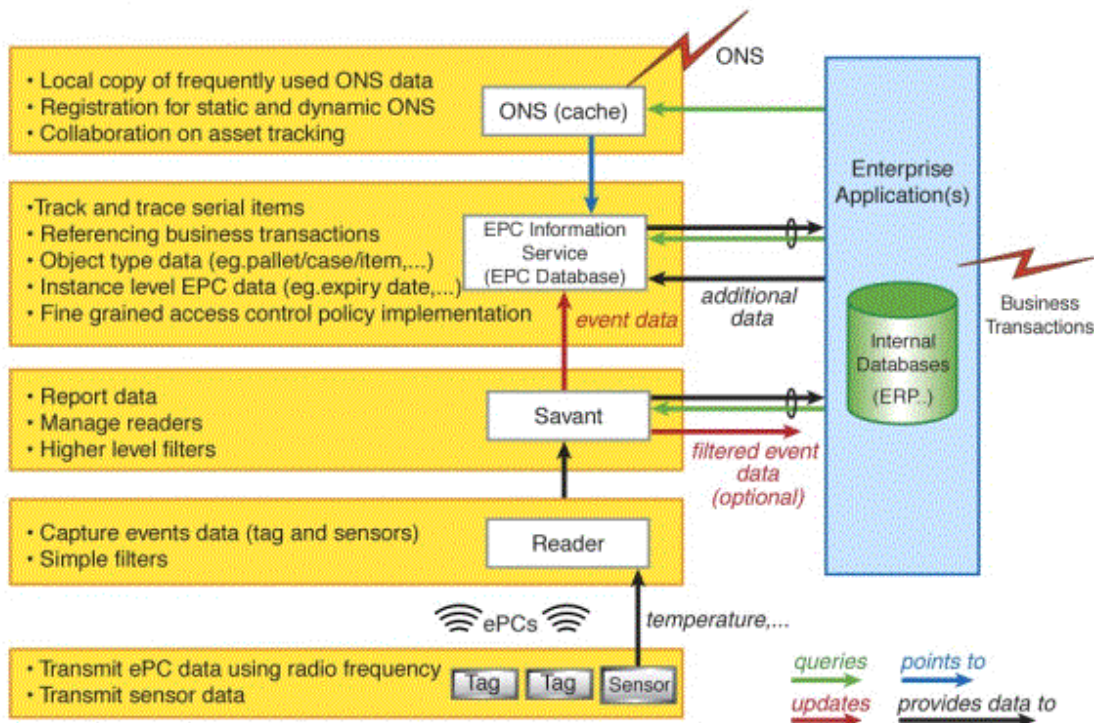 ONS
• Local copy of frequently used ONS data
• Registration for static and dynamic ONS
• Collaboration on asset tracking
ONS (cache)
•Track and trace serial items
• Referencing business transactions
• Object type data (eg.pallet/case/item,...)
• Instance level EPC data (eg.expiry date,...)
• Fine grained access control policy implementation
EPC Information
Service
(EPC Database)
event data
additional
data
Enterprise
Application(s)
Internal
Databases
(ERP..)
Business
Transactions
• Report data
• Manage readers
• Higher level filters
Savant
filtered event
data
(optional)
• Capture events data (tag and sensors)
• Simple filters
Reader
ePCs
temperature,...
• Transmit ePC data using radio frequency
• Transmit sensor data
Tag
Tag
Sensor
queries
points to
updates
provides data to